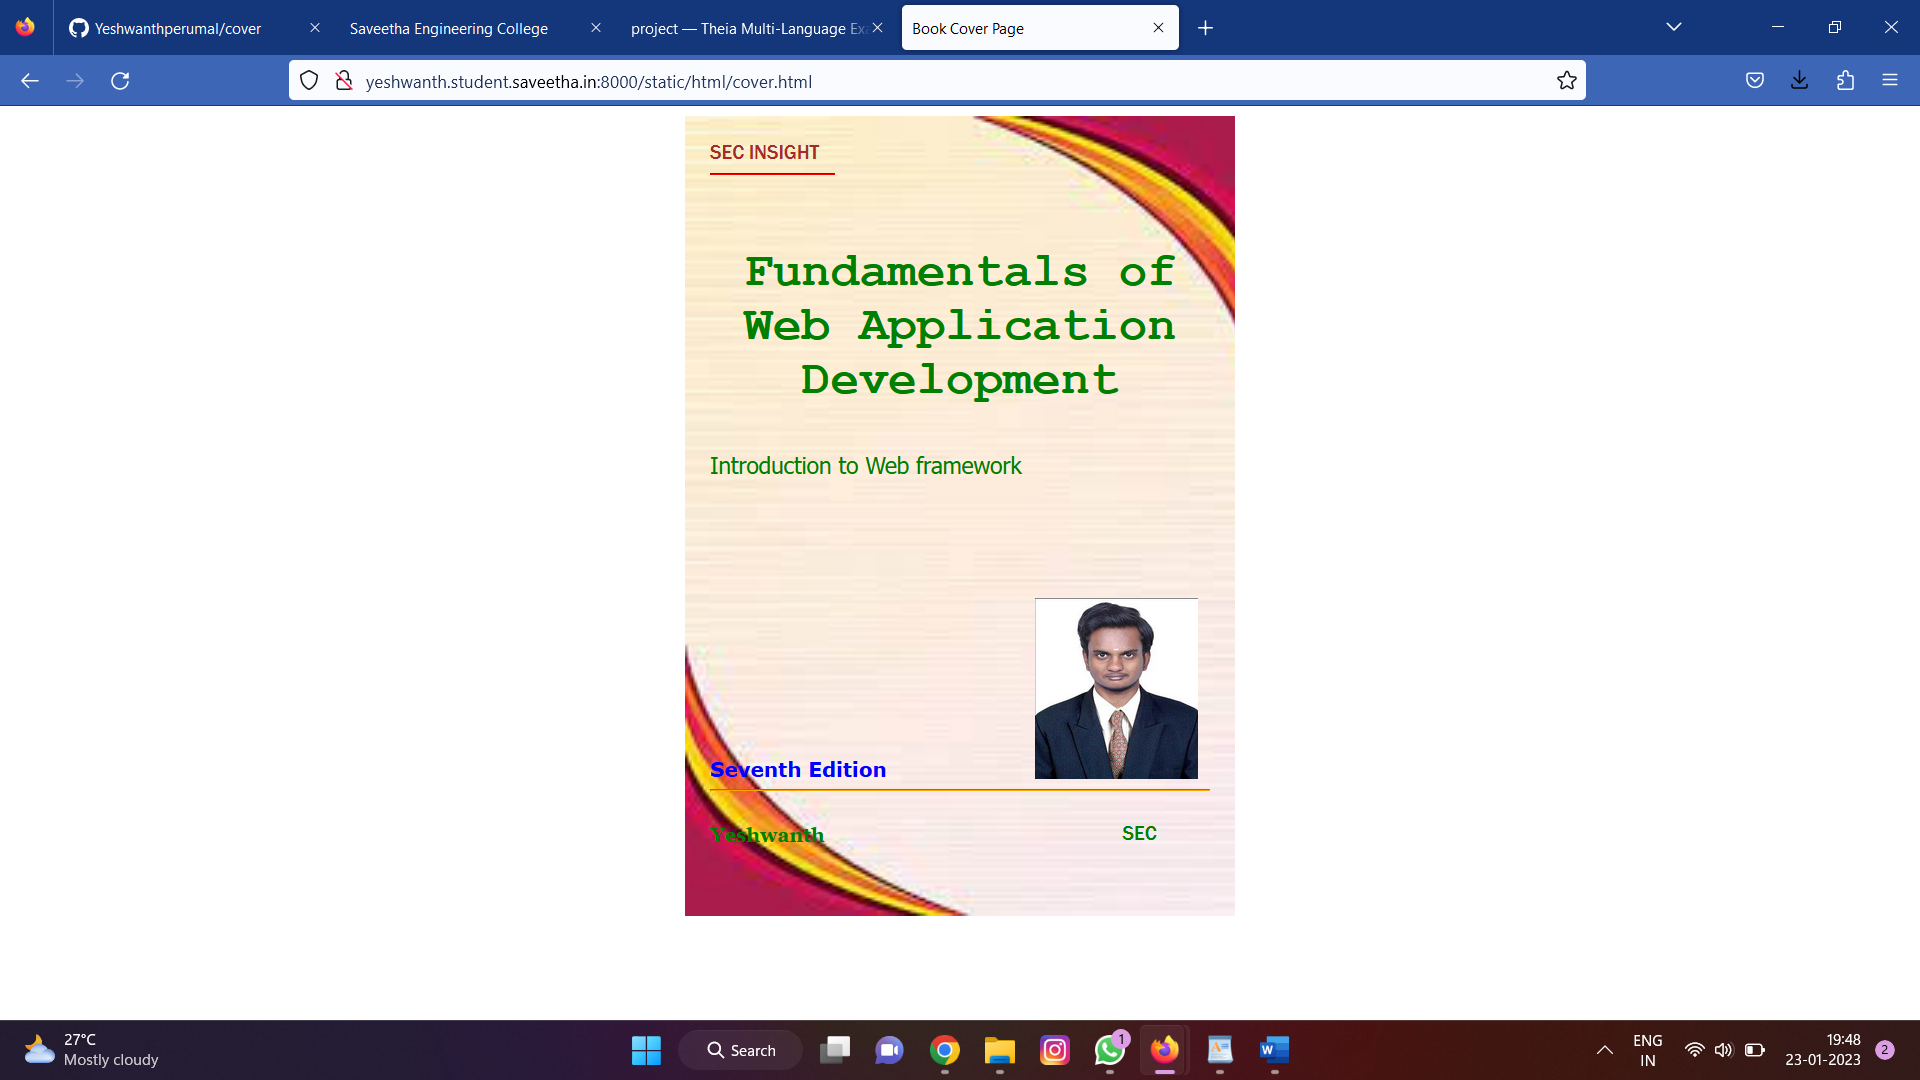 Yeshwanthperumal/cover
Saveetha Engineering College
project — Theia Multi-Language Ex
Book Cover Page
yeshwanth.student.saveetha.in:8000/static/html/cover.html
SEC INSIGHT
Fundamentals of
Web Application
Development
Introduction to Web framework
Seventh Edition
Yeshwanth
SEC
27°C
Mostly cloudy
Search
1
W
ENG
IN
19:48
23-01-2023
2